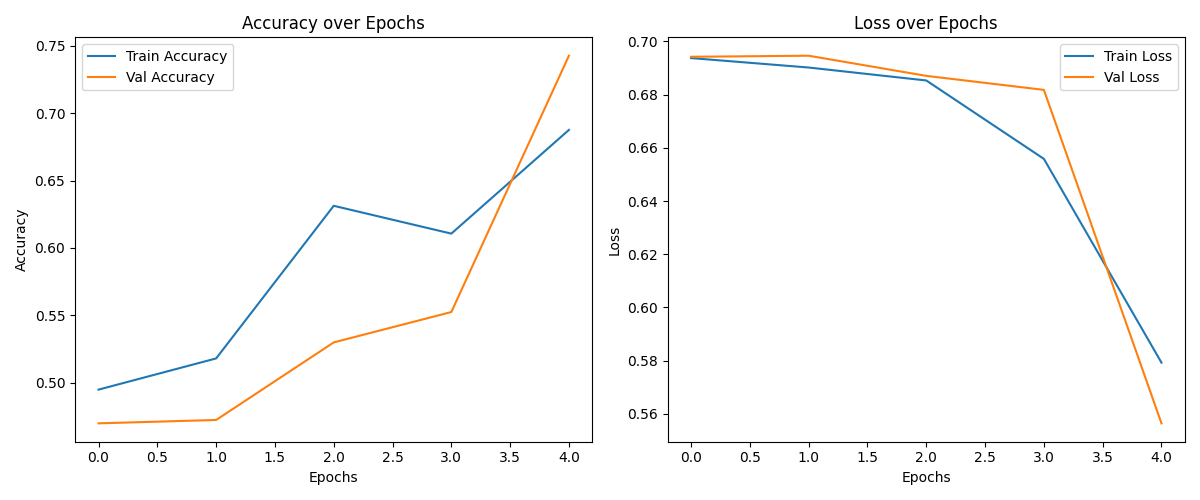 Accuracy over Epochs
Train Accuracy
Val Accuracy
0.75
0.70
0.65
0.60
0.55
0.50
Accuracy
0.0 0.5 1.0 1.5 2.0 2.5 3.0 3.5 4.0
Epochs
Loss over Epochs
Train Loss
Val Loss
0.70
0.68
0.66
0.64
0.62
0.60
0.58
0.56
Loss
0.0 0.5 1.0 1.5 2.0 2.5 3.0 3.5 4.0
Epochs